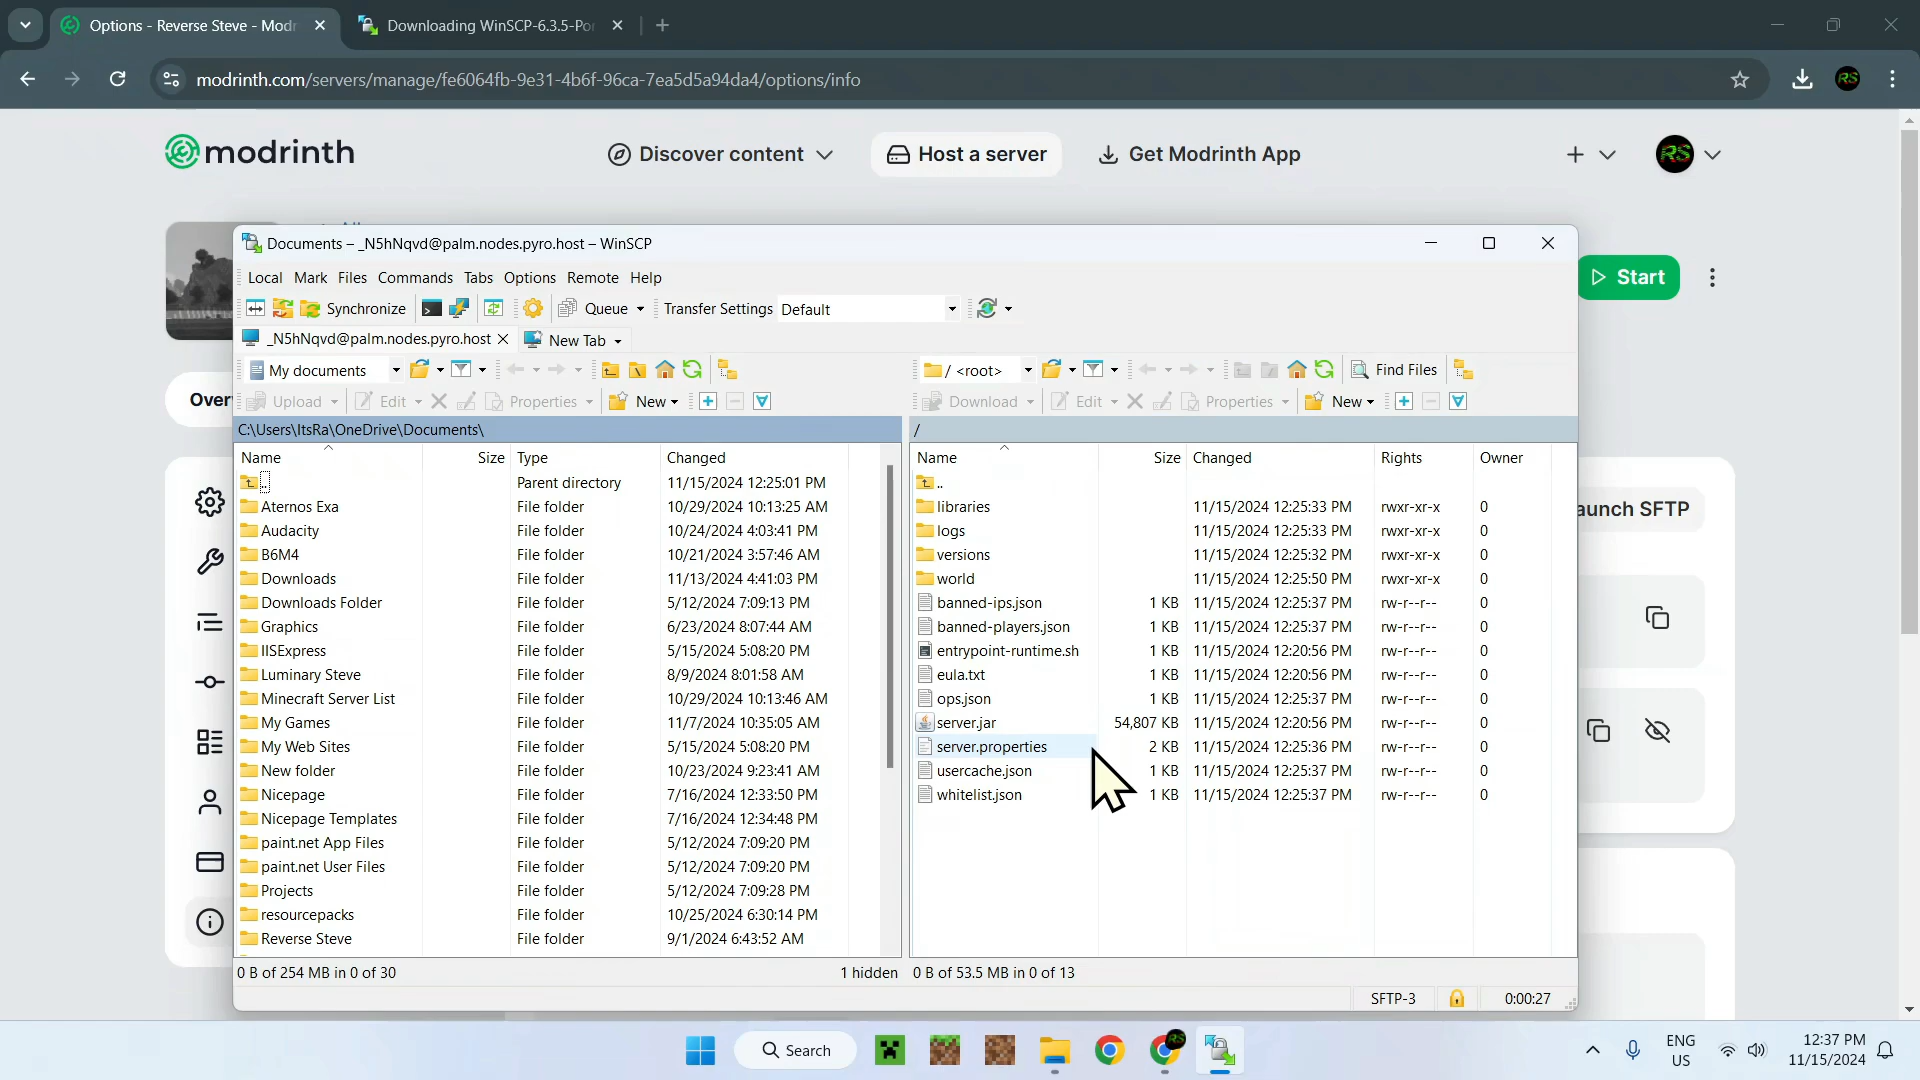 Options - Reverse Steve - Modr
Downloading WinSCP-6.3.5-Por
modrinth.com/servers/manage/fe6064fb-9e31-4b6f-96ca-7ea5d5a94da4/options/info
RS
modrinth
Discover content
Host a server
Get Modrinth App
RS
Documents – _N5hNqvd@palm.nodes.pyro.host – WinSCP
Start
Local Mark Files Commands Tabs Options Remote Help
Synchronize
Queue
Transfer Settings Default
_N5hNqvd@palm.nodes.pyro.host
New Tab
My documents
/ <root>
Find Files
Over
Upload Edit Properties New
Download Edit Properties New
C:\Users\ItsRa\OneDrive\Documents\
/
Name Size Type Changed
.. Parent directory 11/15/2024 12:25:01 PM
Aternos Exa File folder 10/29/2024 10:13:25 AM
Audacity File folder 10/24/2024 4:03:41 PM
B6M4 File folder 10/21/2024 3:57:46 AM
Downloads File folder 11/13/2024 4:41:03 PM
Downloads Folder File folder 5/12/2024 7:09:13 PM
Graphics File folder 6/23/2024 8:07:44 AM
IISExpress File folder 5/15/2024 5:08:20 PM
Luminary Steve File folder 8/9/2024 8:01:58 AM
Minecraft Server List File folder 10/29/2024 10:13:46 AM
My Games File folder 11/7/2024 10:35:05 AM
My Web Sites File folder 5/15/2024 5:08:20 PM
New folder File folder 10/23/2024 9:23:41 AM
Nicepage File folder 7/16/2024 12:33:50 PM
Nicepage Templates File folder 7/16/2024 12:34:48 PM
paint.net App Files File folder 5/12/2024 7:09:20 PM
paint.net User Files File folder 5/12/2024 7:09:20 PM
Projects File folder 5/12/2024 7:09:28 PM
resourcepacks File folder 10/25/2024 6:30:14 PM
Reverse Steve File folder 9/1/2024 6:43:52 AM
Name Size Changed Rights Owner
..
libraries 11/15/2024 12:25:33 PM rwxr-xr-x 0
logs 11/15/2024 12:25:33 PM rwxr-xr-x 0
versions 11/15/2024 12:25:32 PM rwxr-xr-x 0
world 11/15/2024 12:25:50 PM rwxr-xr-x 0
banned-ips.json 1 KB 11/15/2024 12:25:37 PM rw-r--r-- 0
banned-players.json 1 KB 11/15/2024 12:25:37 PM rw-r--r-- 0
entrypoint-runtime.sh 1 KB 11/15/2024 12:20:56 PM rw-r--r-- 0
eula.txt 1 KB 11/15/2024 12:20:56 PM rw-r--r-- 0
ops.json 1 KB 11/15/2024 12:25:37 PM rw-r--r-- 0
server.jar 54,807 KB 11/15/2024 12:20:56 PM rw-r--r-- 0
server.properties 2 KB 11/15/2024 12:25:36 PM rw-r--r-- 0
usercache.json 1 KB 11/15/2024 12:25:37 PM rw-r--r-- 0
whitelist.json 1 KB 11/15/2024 12:25:37 PM rw-r--r-- 0
aunch SFTP
0 B of 254 MB in 0 of 30
1 hidden
0 B of 53.5 MB in 0 of 13
SFTP-3
0:00:27
Search
RS
ENG
US
12:37 PM
11/15/2024